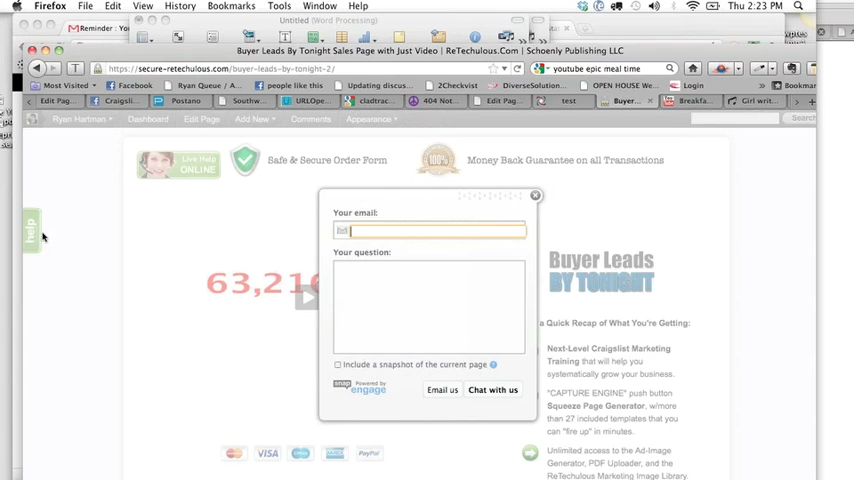 Firefox File Edit View History Bookmarks Tools Window Help Thu 2:23 PM
Untitled (Word Processing)
Reminder :
Buyer Leads By Tonight Sales Page with Just Video | ReTechulous.Com | Schoenly Publishing LLC
https://secure-retechulous.com/buyer-leads-by-tonight-2/
youtube epic meal time
Most Visited Facebook Ryan Queue / An... people like this Updating discus... 2Checkvist DiverseSolution... OPEN HOUSE We... Login Bookmar
Edit Pag... Craigsli... Postano Southw... URLOpe... cladtrac... 404 Not... Edit Pag... test Buyer... Breakfa... Girl writ...
Ryan Hartman Dashboard Edit Page Add New Comments Appearance Search
Live Help
ONLINE
Safe & Secure Order Form
100%
Money Back Guarantee on all Transactions
help
Your email:
Your question:
63,216
Buyer Leads
BY TONIGHT
a Quick Recap of What You're Getting:
Next-Level Craigslist Marketing
Training that will help you
systematically grow your business.
Include a snapshot of the current page
snap
engage
Powered by
Email us
Chat with us
"CAPTURE ENGINE" push button
Squeeze Page Generator, w/more
than 27 included templates that
you can "fire up" in minutes.
VISA
PayPal
Unlimited access to the Ad-Image
Generator, PDF Uploader, and the
ReTechulous Marketing Image Library.